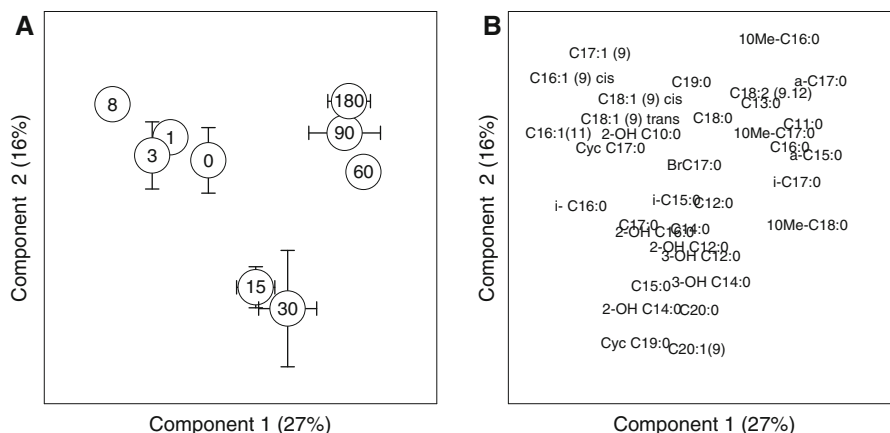 A
8
1
3
0
180
90
60
15
30
Component 2 (16%)
Component 1 (27%)
B
10Me-C16:0
C17:1 (9)
C16:1 (9) cis
C19:0
a-C17:0
C18:2 (9.12)
C18:1 (9) cis
C13:0
C18:1 (9) trans
C18:0
C11:0
C16:1(11)
2-OH C10:0
10Me-C17:0
Cyc C17:0
C16:0
a-C15:0
BrC17:0
i-C17:0
i-C15:0
C12:0
i- C16:0
C17:0
C14:0
10Me-C18:0
2-OH C16:0
2-OH C12:0
3-OH C12:0
C15:0
3-OH C14:0
2-OH C14:0
C20:0
Cyc C19:0
C20:1(9)
Component 2 (16%)
Component 1 (27%)